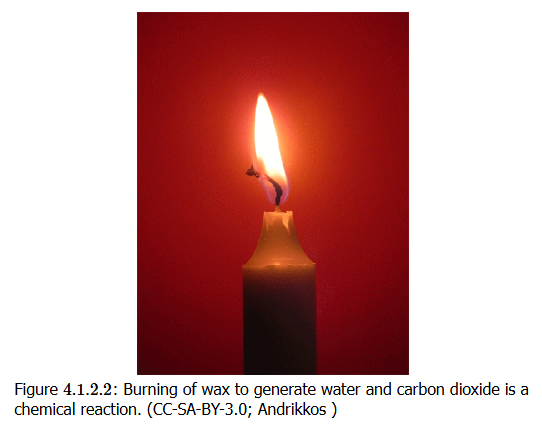 Figure 4.1.2.2: Burning of wax to generate water and carbon dioxide is a
chemical reaction. (CC-SA-BY-3.0; Andrikkos )